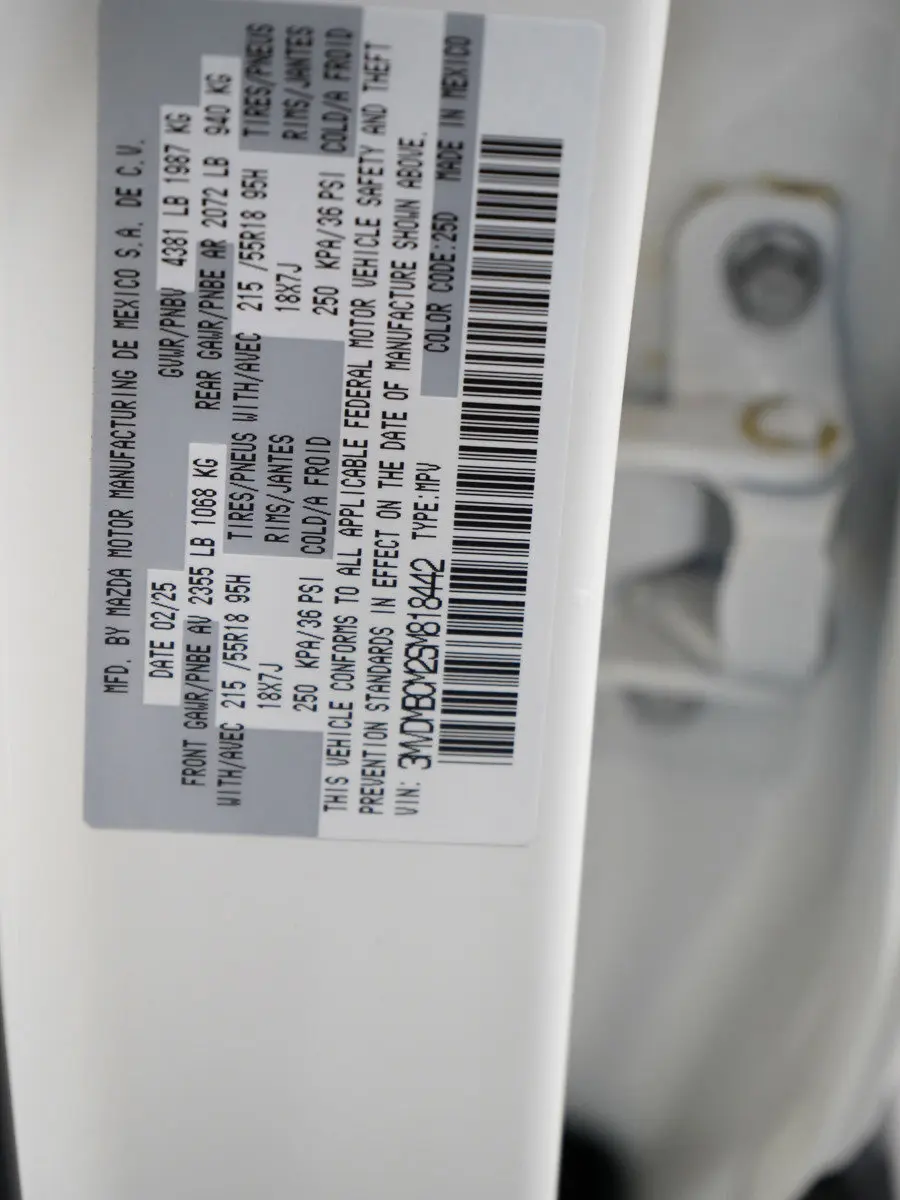 MFD. BY MAZDA MOTOR MANUFACTURING DE MEXICO S.A. DE C.V.
DATE 02/25 GVWR/PNBV 4381 LB 1987 KG
FRONT GAWR/PNBE AV 2355 LB 1068 KG REAR GAWR/PNBE AR 2072 LB 940 KG
WITH/AVEC 215 /55R18 95H TIRES/PNEUS WITH/AVEC 215 /55R18 95H TIRES/PNEUS
18X7J RIMS/JANTES 18X7J RIMS/JANTES
250 KPA/36 PSI COLD/A FROID 250 KPA/36 PSI COLD/A FROID
THIS VEHICLE CONFORMS TO ALL APPLICABLE FEDERAL MOTOR VEHICLE SAFETY AND THEFT
PREVENTION STANDARDS IN EFFECT ON THE DATE OF MANUFACTURE SHOWN ABOVE.
VIN: 3MVDMBCM2SM818442 TYPE:MPV COLOR CODE:25D MADE IN MEXICO